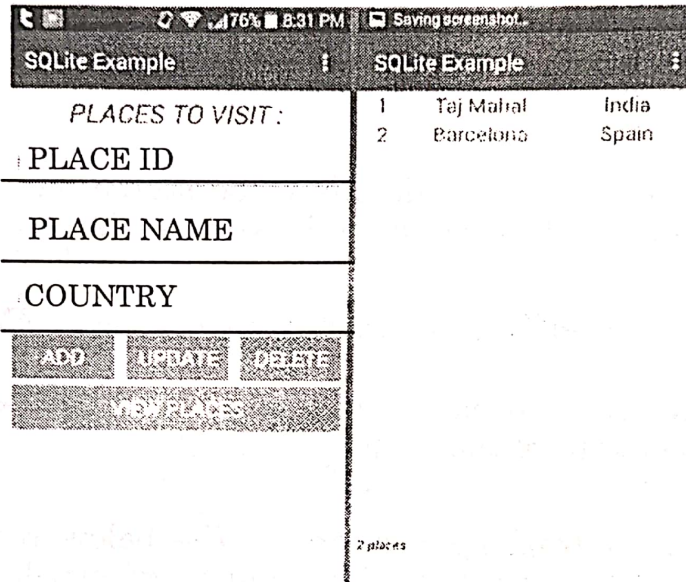 76% 8:31 PM
SQLite Example
PLACES TO VISIT :
PLACE ID
PLACE NAME
COUNTRY
ADD UPDATE DELETE
VIEW PLACES
Saving screenshot...
SQLite Example
1 Taj Mahal India
2 Barcelona Spain
2 places